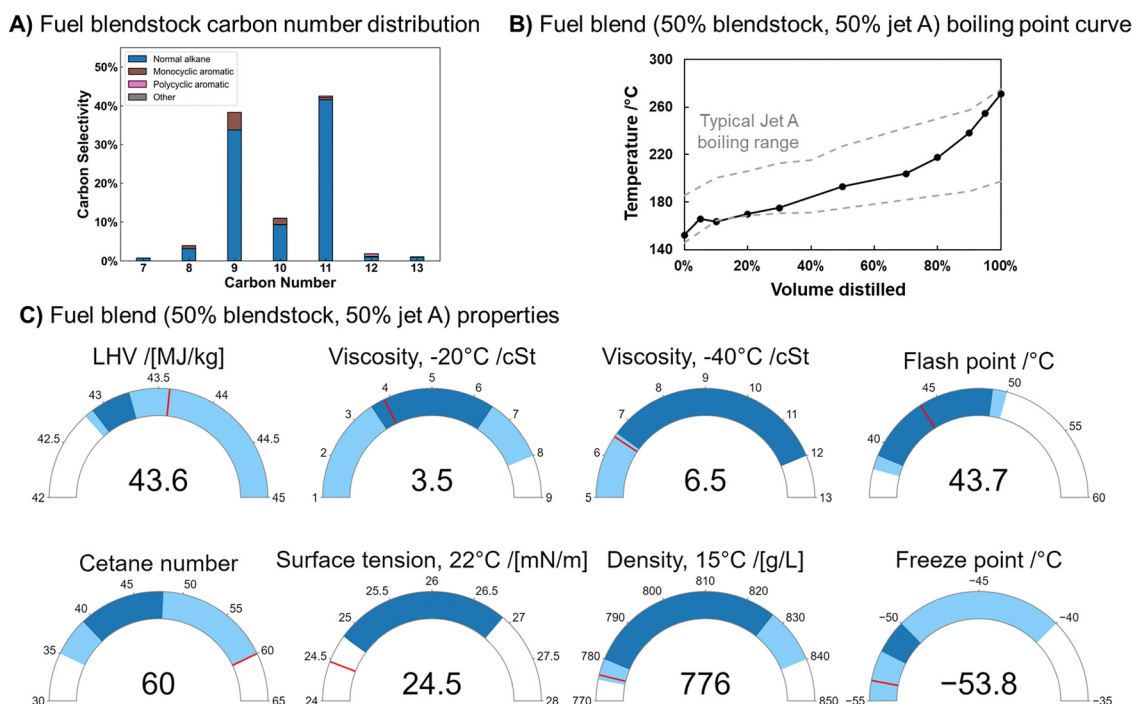 A) Fuel blendstock carbon number distribution
Normal alkane
Monocyclic aromatic
Polycyclic aromatic
Other
50%
40%
30%
20%
10%
0%
Carbon Selectivity
7 8 9 10 11 12 13
Carbon Number
B) Fuel blend (50% blendstock, 50% jet A) boiling point curve
300
260
220
180
140
Temperature /°C
Typical Jet A
boiling range
0% 20% 40% 60% 80% 100%
Volume distilled
C) Fuel blend (50% blendstock, 50% jet A) properties
LHV /[MJ/kg]
42 42.5 43 43.5 44 44.5 45
43.6
Viscosity, -20°C /cSt
1 2 3 4 5 6 7 8 9
3.5
Viscosity, -40°C /cSt
5 6 7 8 9 10 11 12 13
6.5
Flash point /°C
40 45 50 55 60
43.7
Cetane number
30 35 40 45 50 55 60 65
60
Surface tension, 22°C /[mN/m]
24 24.5 25 25.5 26 26.5 27 27.5 28
24.5
Density, 15°C /[g/L]
770 780 790 800 810 820 830 840 850
776
Freeze point /°C
−55 −50 −45 −40 −35
−53.8